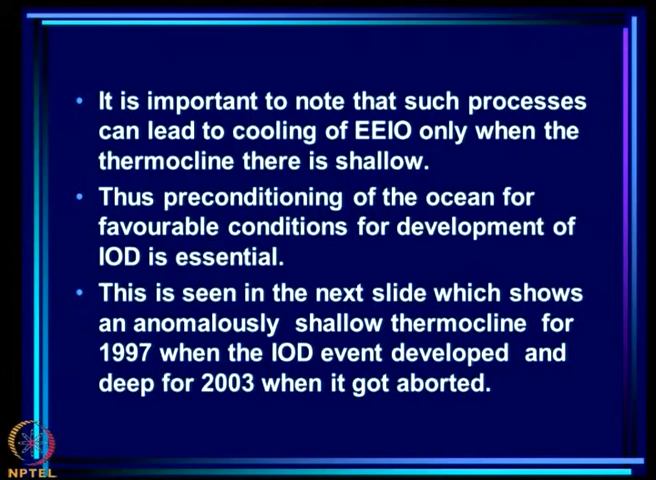 • It is important to note that such processes
can lead to cooling of EEIO only when the
thermocline there is shallow.
• Thus preconditioning of the ocean for
favourable conditions for development of
IOD is essential.
• This is seen in the next slide which shows
an anomalously shallow thermocline for
1997 when the IOD event developed and
deep for 2003 when it got aborted.
NPTEL